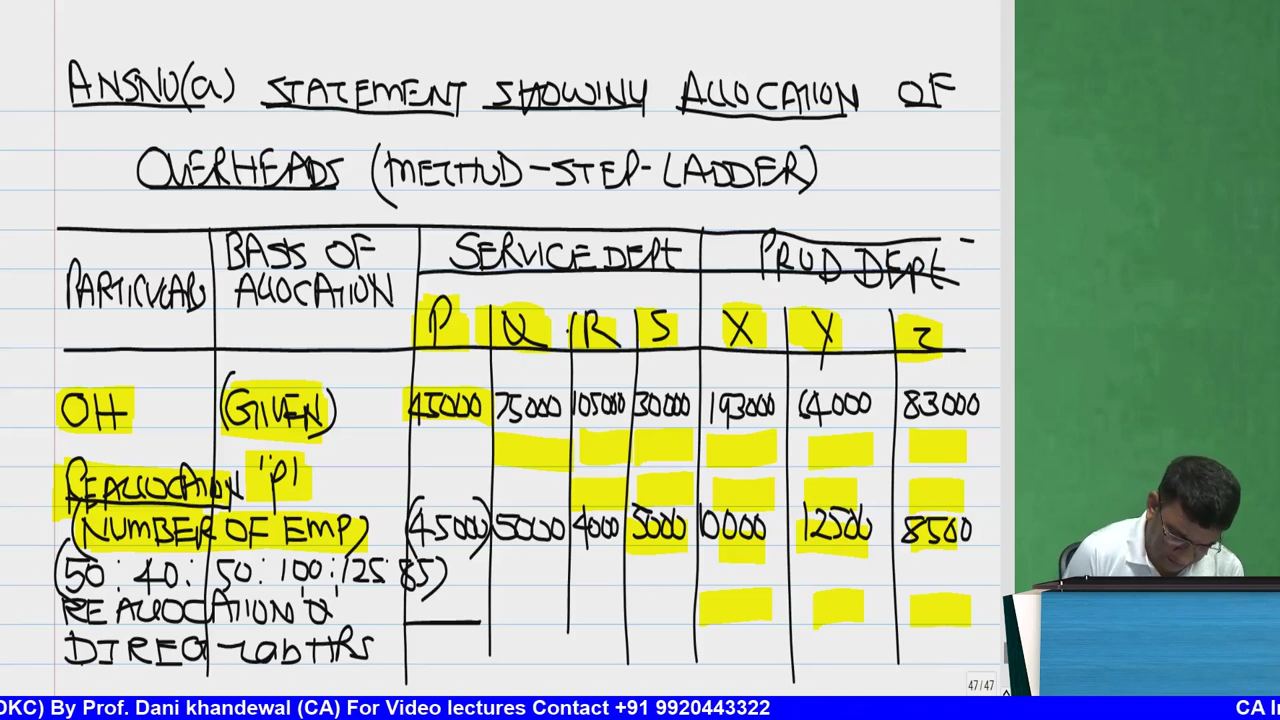 ANSNO(a) STATEMENT SHOWING ALLOCATION OF
OVERHEADS (METHOD-STEP-LADDER)
PARTICULAR BASIS OF ALLOCATION SERVICE DEPT PROD DEPT
P Q R S X Y Z
OH (GIVEN) 45000 75000 105000 30000 193000 64000 83000
REALLOCATION "P"
(NUMBER OF EMP) (45000) 5000 4000 5000 10000 12500 8500
(50: 40: 50: 100: 125: 85)
REALLOCATION 'Q'
DIRECT LAB HRS
47/47
DKC) By Prof. Dani khandewal (CA) For Video lectures Contact +91 9920443322 CA In